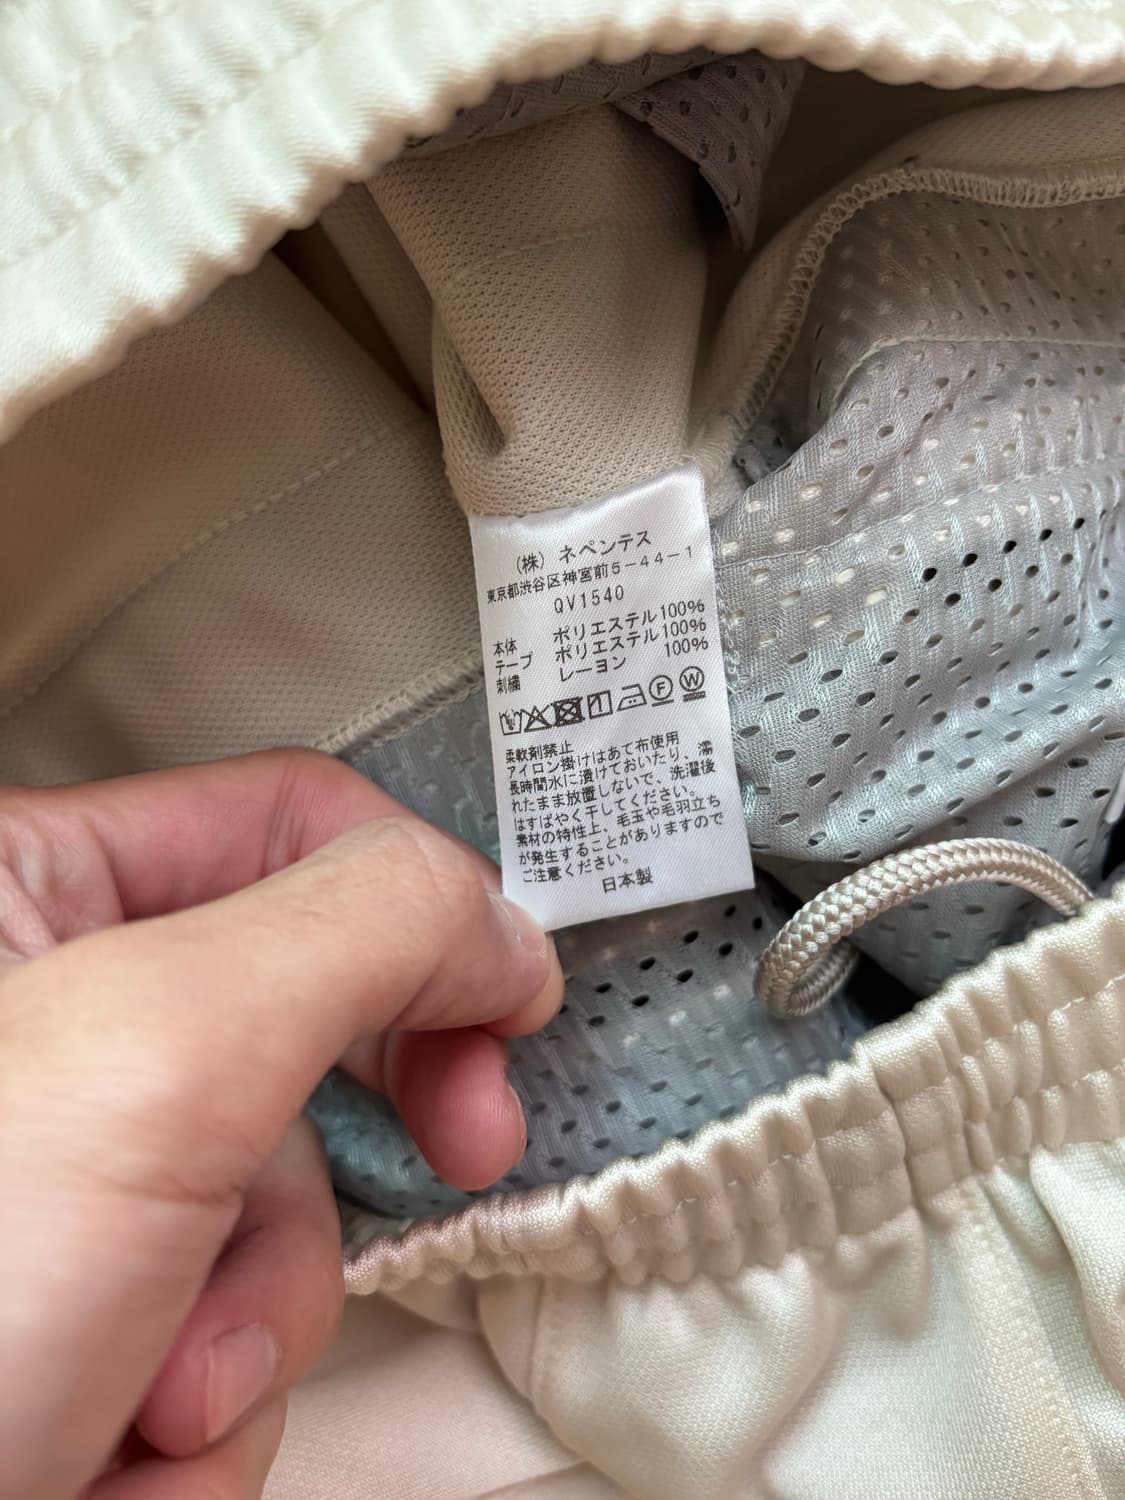 (株) ネペンテス
東京都渋谷区神宮前5-44-1
QV1540
本体 ポリエステル100%
テープ ポリエステル100%
刺繍 レーヨン 100%
F W
柔軟剤禁止
アイロン掛けはあて布使用
長時間水に漬けておいたり、濡
れたまま放置しないで、洗濯後
はすばやく干してください。
素材の特性上、毛玉や毛羽立ち
が発生することがありますので
ご注意ください。
日本製